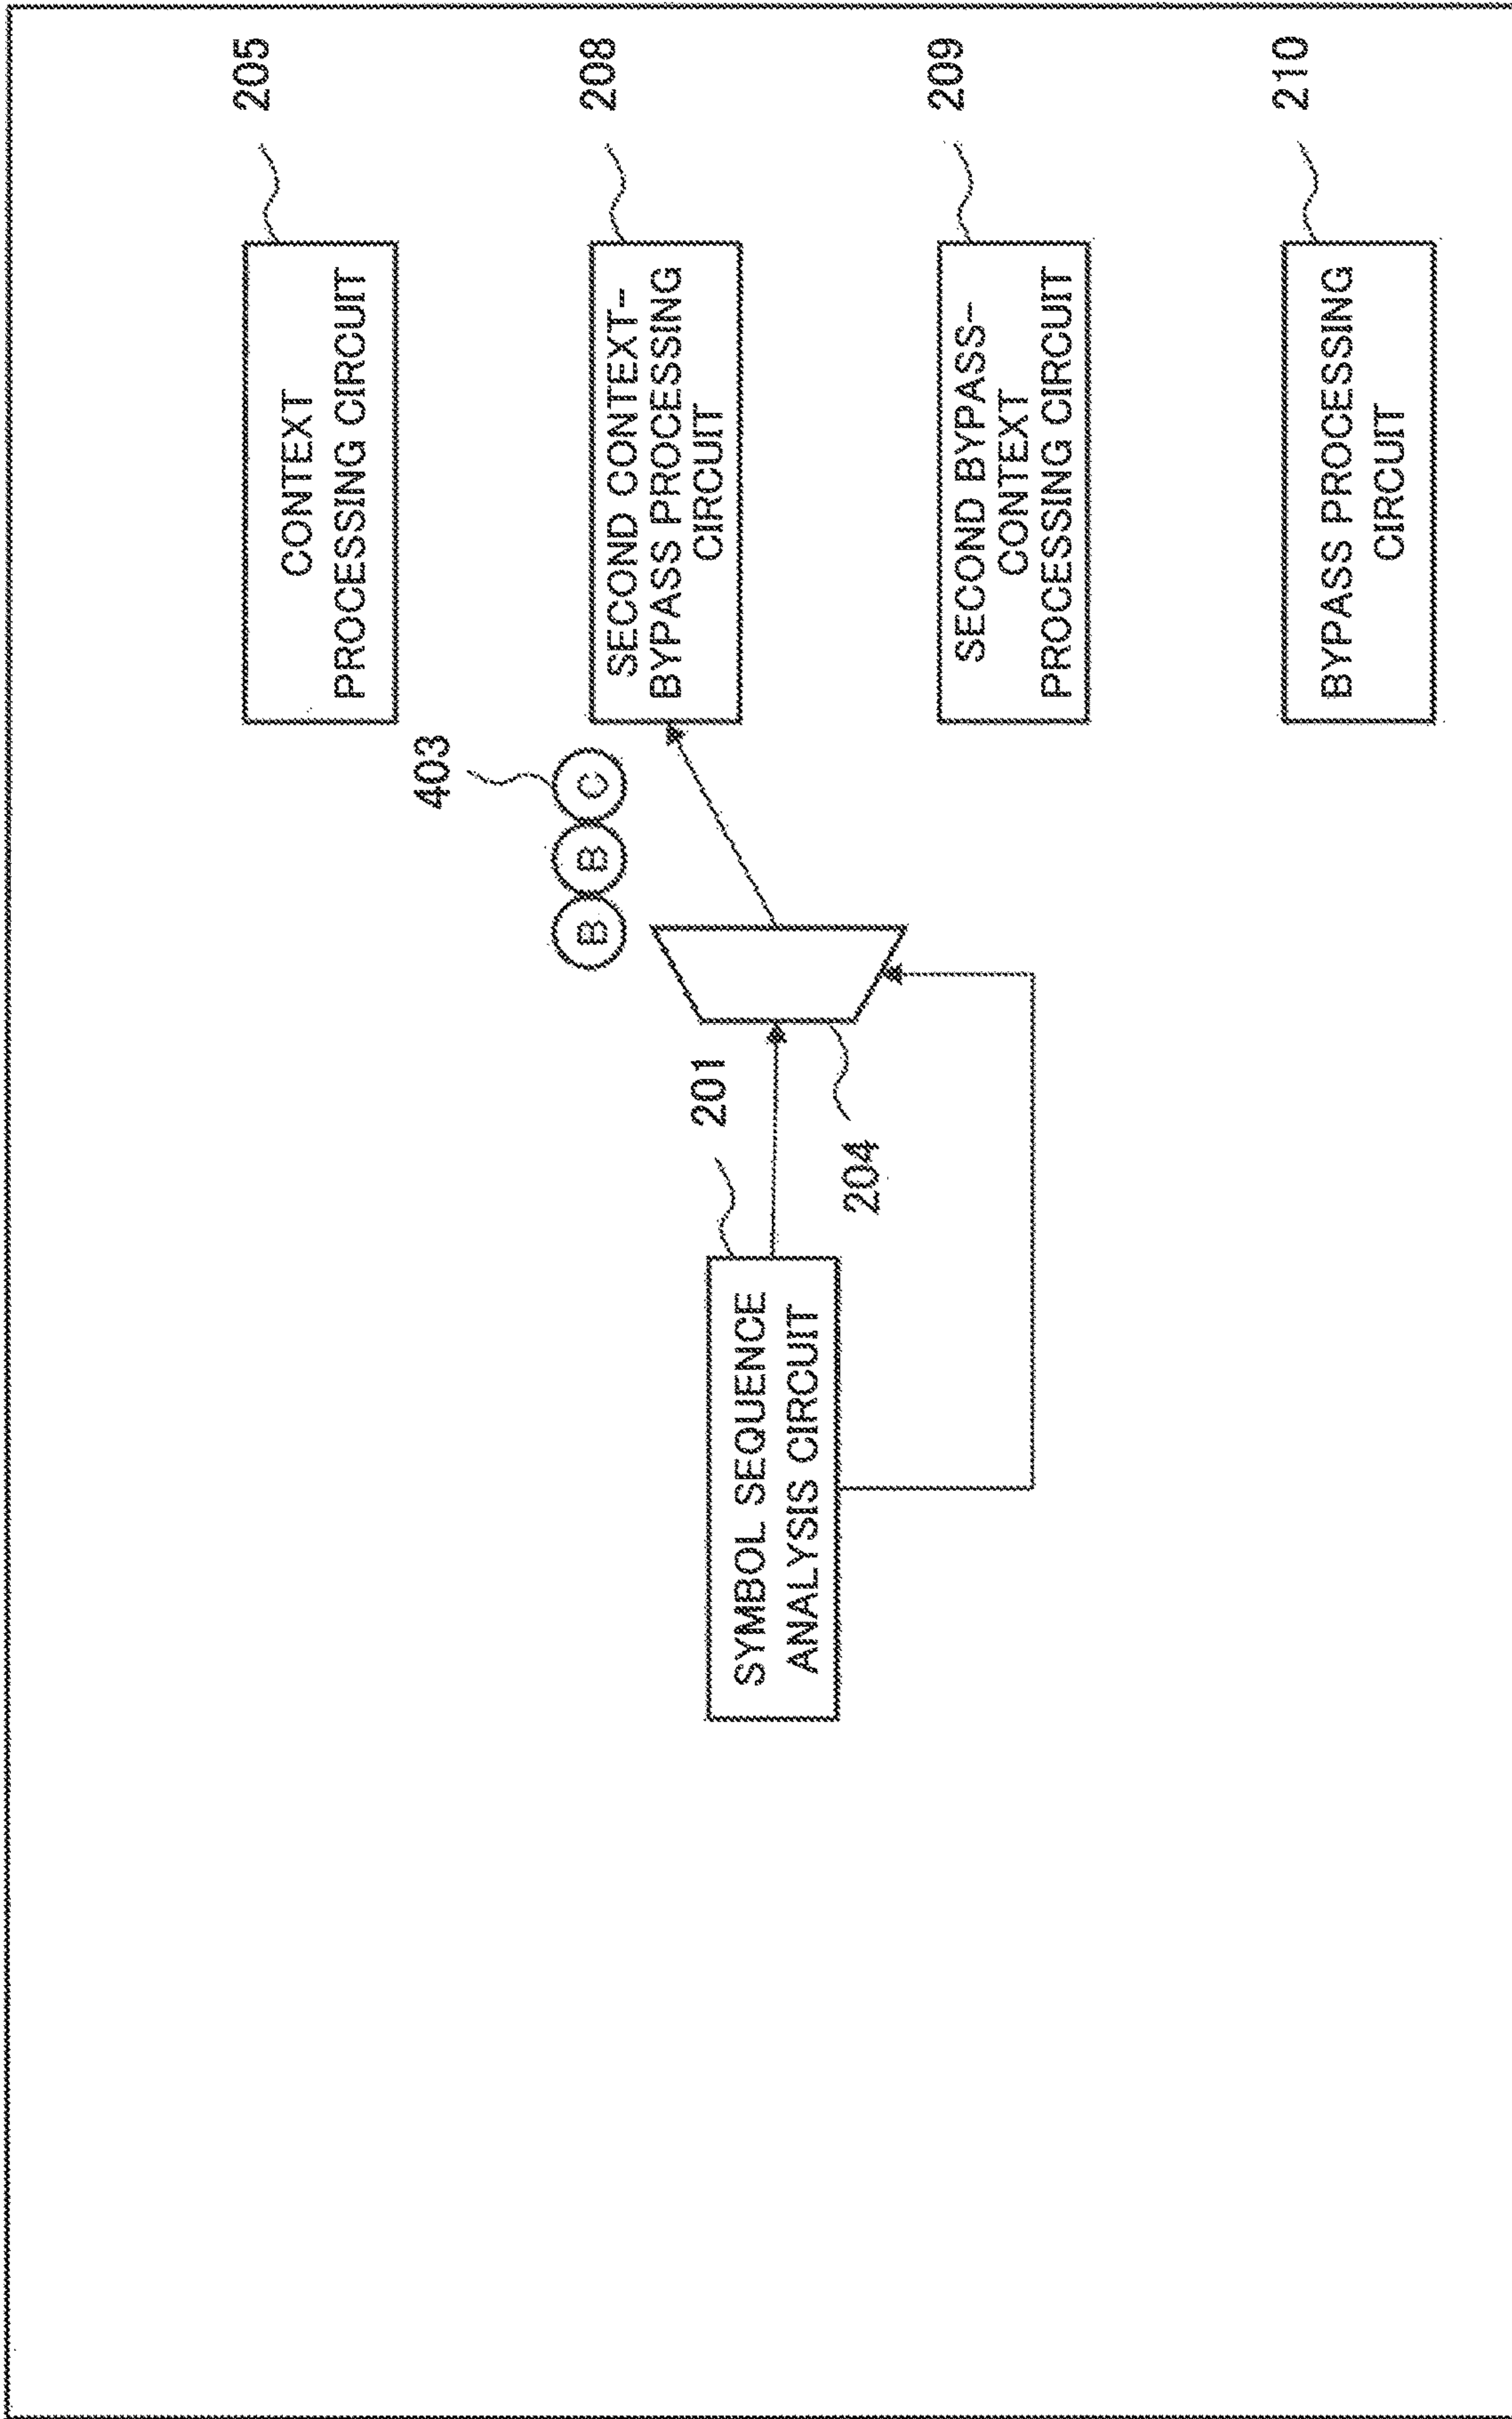 205
CONTEXT
PROCESSING CIRCUIT
403
B B C
208
SECOND CONTEXT-
BYPASS PROCESSING
CIRCUIT
201
SYMBOL SEQUENCE
ANALYSIS CIRCUIT
204
209
SECOND BYPASS-
CONTEXT
PROCESSING CIRCUIT
210
BYPASS PROCESSING
CIRCUIT